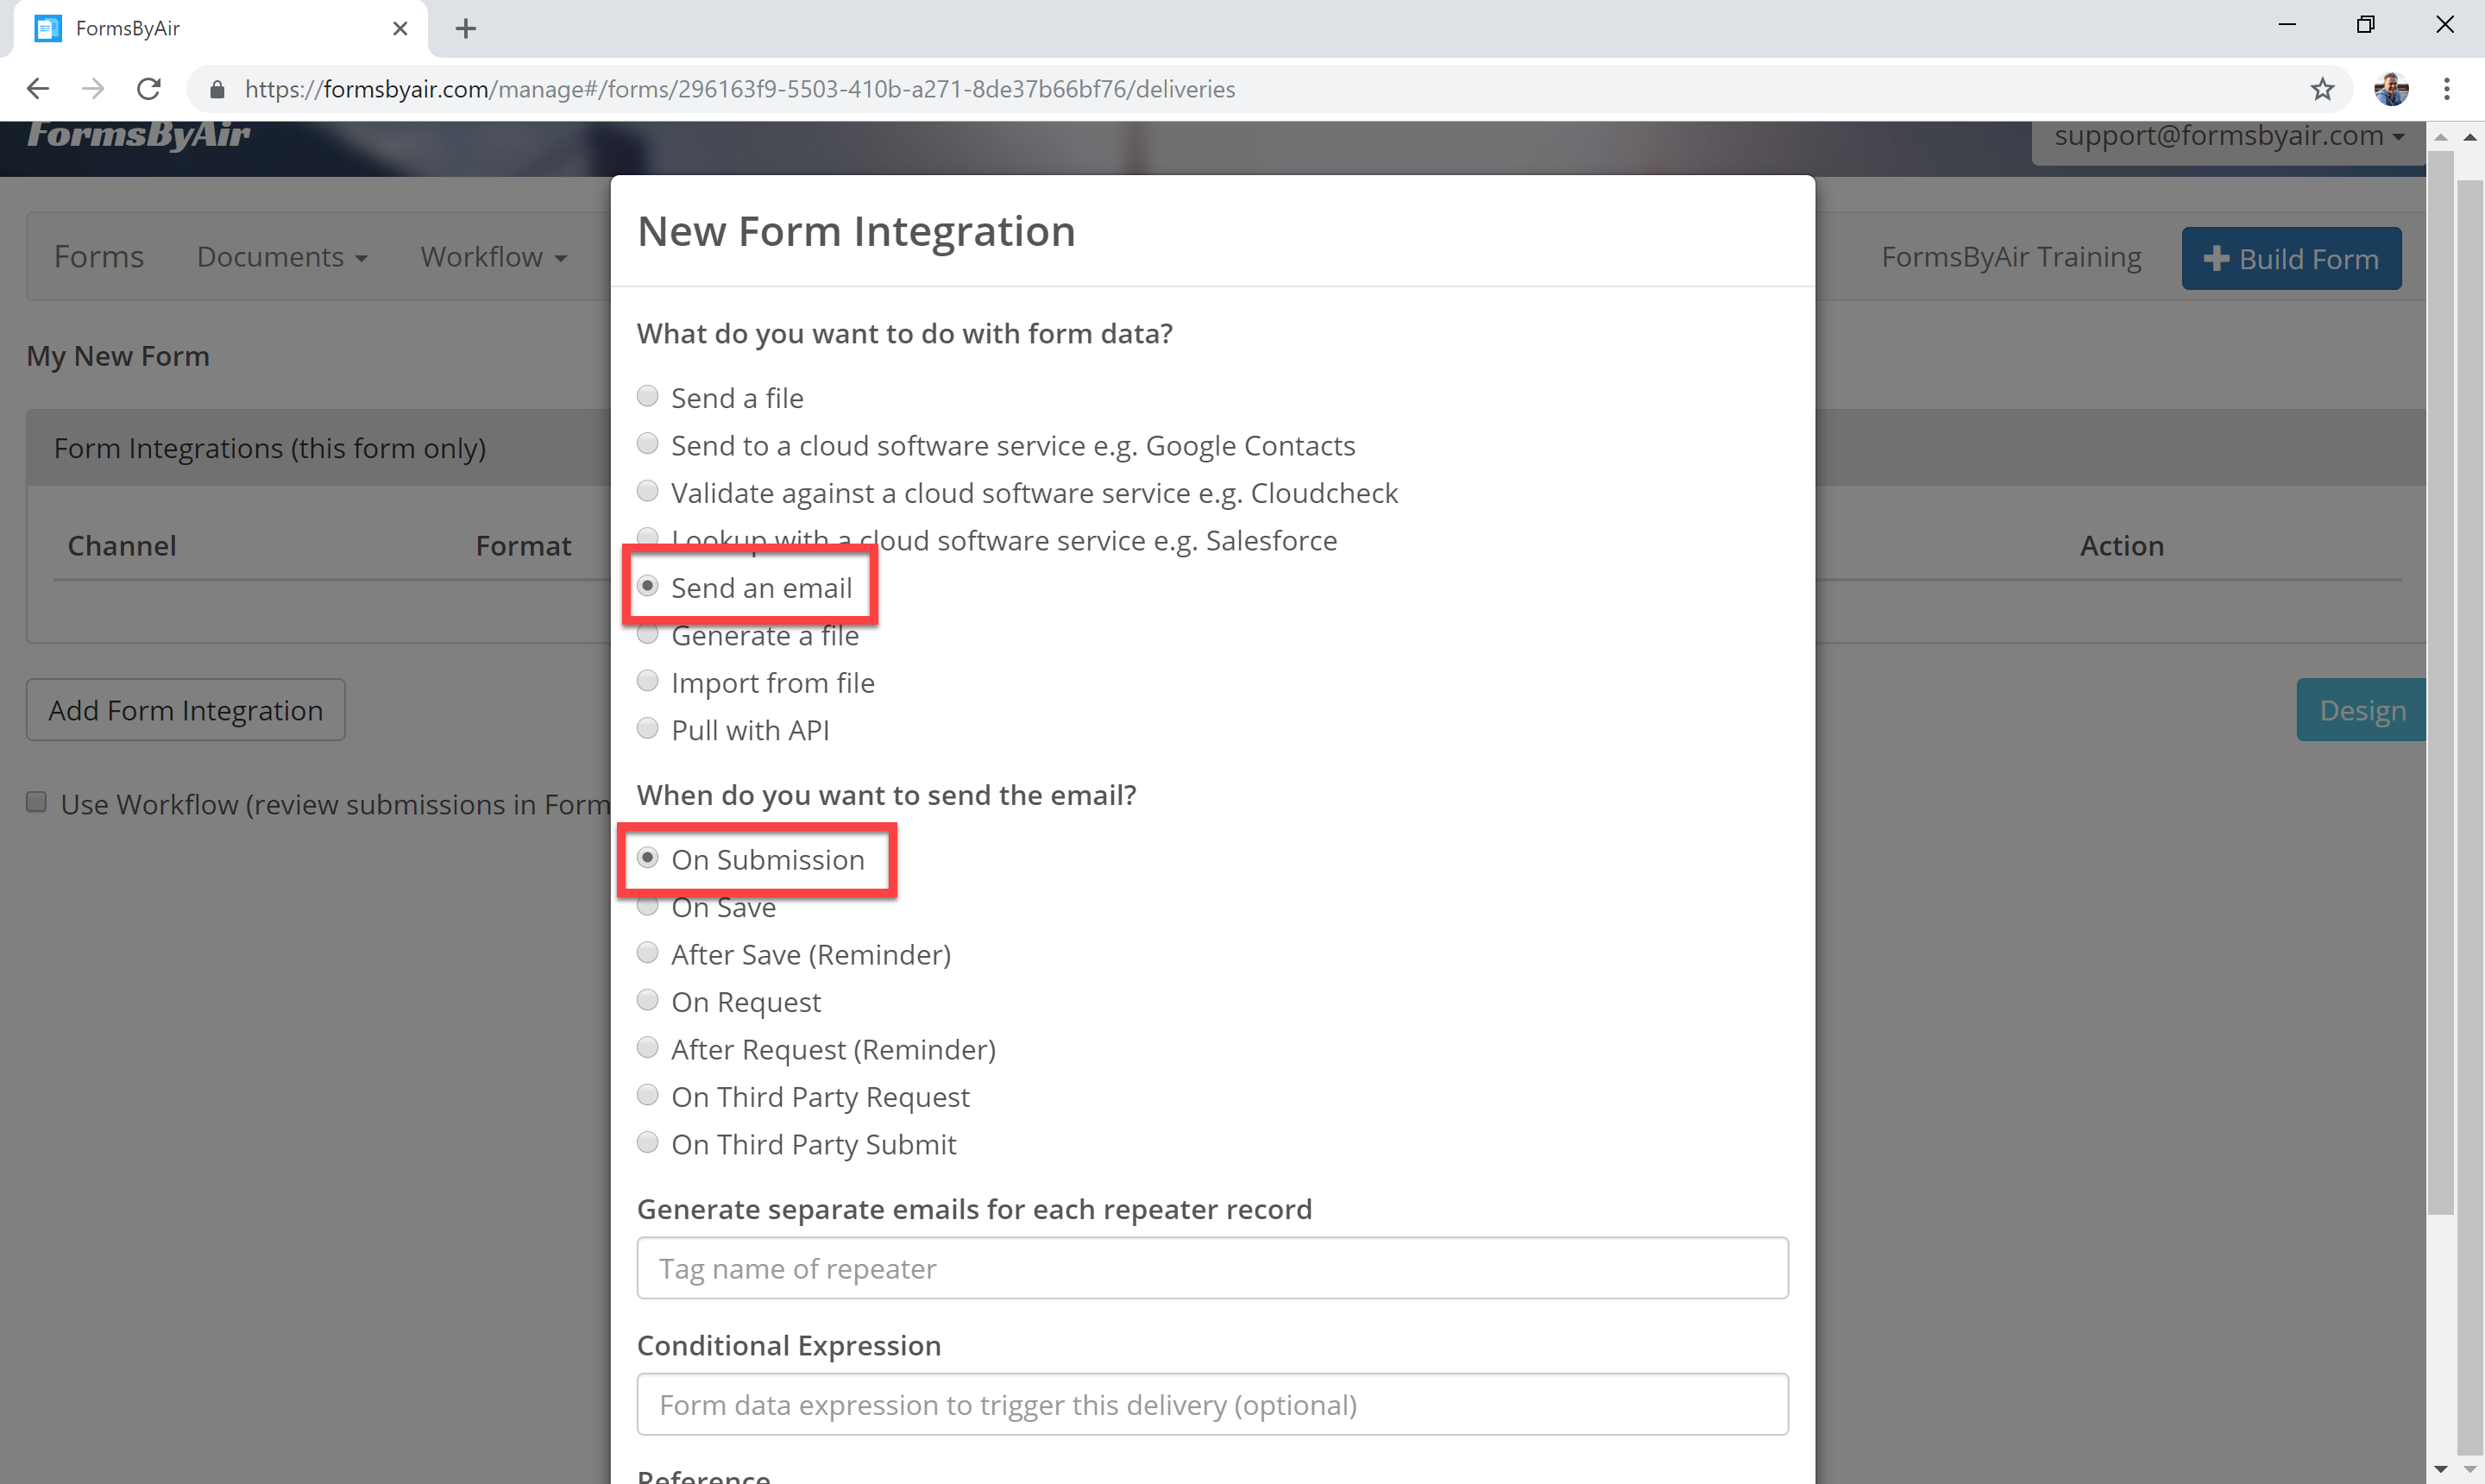 FormsByAir
https://formsbyair.com/manage#/forms/296163f9-5503-410b-a271-8de37b66bf76/deliveries
FormsByAir
support@formsbyair.com
Forms Documents Workflow
FormsByAir Training Build Form
My New Form
Form Integrations (this form only)
Channel Format Action
Add Form Integration
Design
Use Workflow (review submissions in Form
New Form Integration
What do you want to do with form data?
Send a file
Send to a cloud software service e.g. Google Contacts
Validate against a cloud software service e.g. Cloudcheck
Lookup with a cloud software service e.g. Salesforce
Send an email
Generate a file
Import from file
Pull with API
When do you want to send the email?
On Submission
On Save
After Save (Reminder)
On Request
After Request (Reminder)
On Third Party Request
On Third Party Submit
Generate separate emails for each repeater record
Tag name of repeater
Conditional Expression
Form data expression to trigger this delivery (optional)
Reference